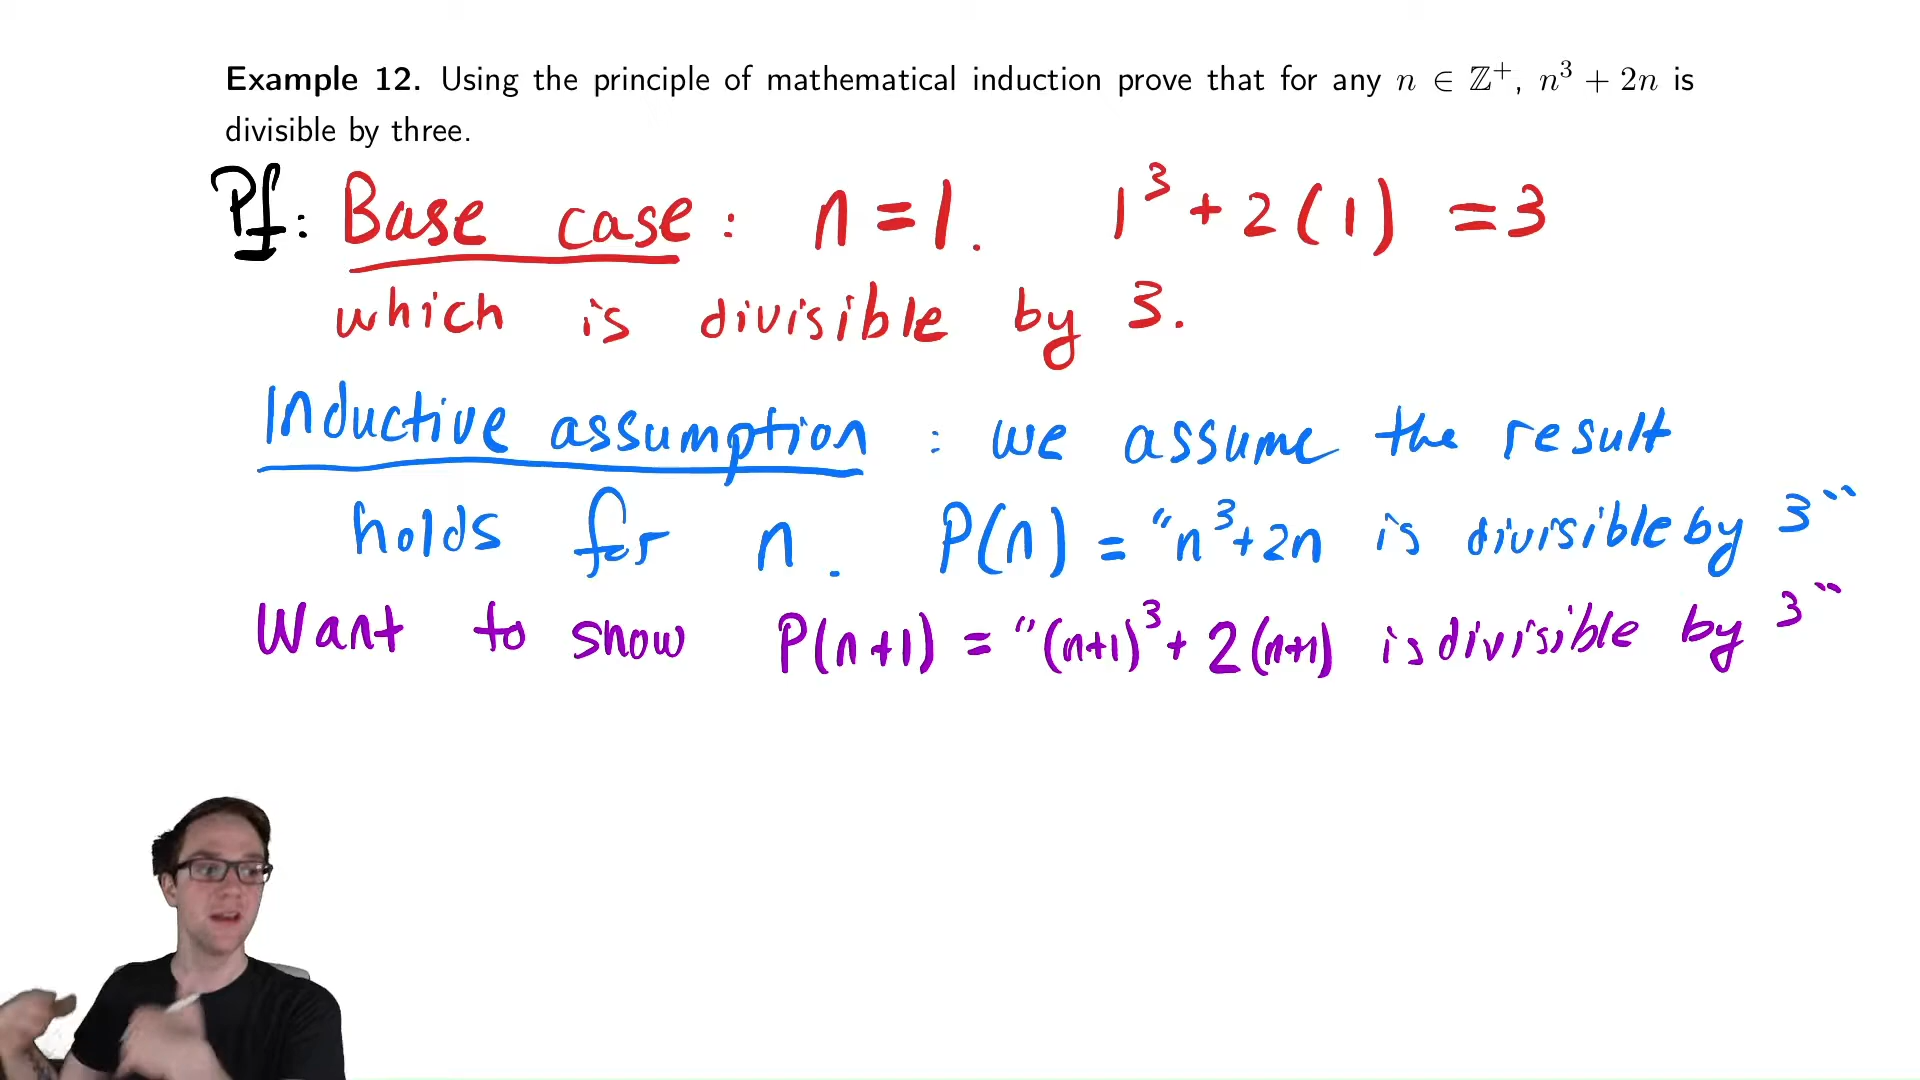 Example 12. Using the principle of mathematical induction prove that for any n ∈ ℤ⁺, n³ + 2n is
divisible by three.
Pf: Base case: n=1. 1³+2(1) =3
which is divisible by 3.
Inductive assumption: we assume the result
holds for n. P(n) = "n³+2n is divisible by 3"
Want to show P(n+1) = "(n+1)³+ 2(n+1) is divisible by 3"